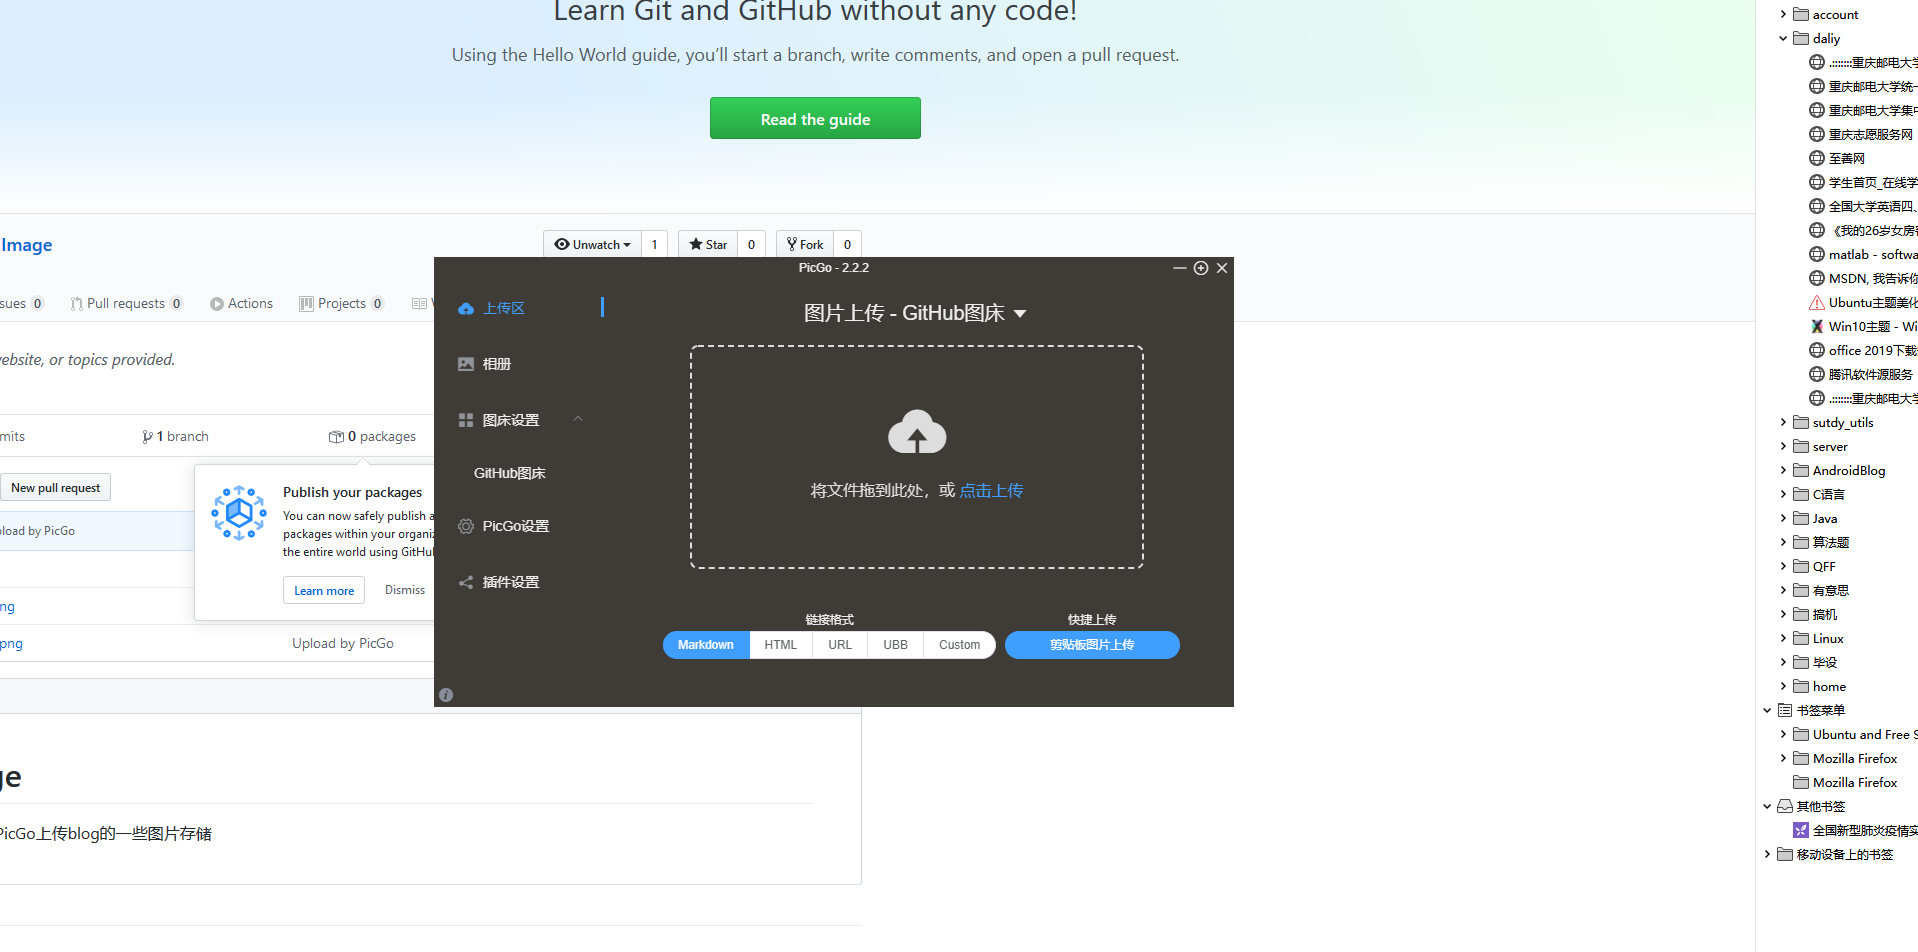 Learn Git and GitHub without any code!
Using the Hello World guide, you’ll start a branch, write comments, and open a pull request.
Read the guide
Image
Unwatch 1
Star 0
Fork 0
sues 0
Pull requests 0
Actions
Projects 0
ebsite, or topics provided.
mits
1 branch
0 packages
New pull request
Publish your packages
You can now safely publish a
packages within your organiz
the entire world using GitHu
Learn more
Dismiss
load by PicGo
ng
png
Upload by PicGo
ge
PicGo上传blog的一些图片存储
PicGo - 2.2.2
上传区
相册
图床设置
GitHub图床
PicGo设置
插件设置
图片上传 - GitHub图床
将文件拖到此处，或 点击上传
链接格式
快捷上传
Markdown
HTML
URL
UBB
Custom
剪贴板图片上传
account
daliy
.:::::::重庆邮电大学
重庆邮电大学统一
重庆邮电大学集中
重庆志愿服务网
至善网
学生首页_在线学
全国大学英语四、
《我的26岁女房客
matlab - softwa
MSDN, 我告诉你
Ubuntu主题美化
Win10主题 - Wi
office 2019下载
腾讯软件源服务
.:::::::重庆邮电大学
sutdy_utils
server
AndroidBlog
C语言
Java
算法题
QFF
有意思
搞机
Linux
毕设
home
书签菜单
Ubuntu and Free S
Mozilla Firefox
Mozilla Firefox
其他书签
全国新型肺炎疫情实
移动设备上的书签